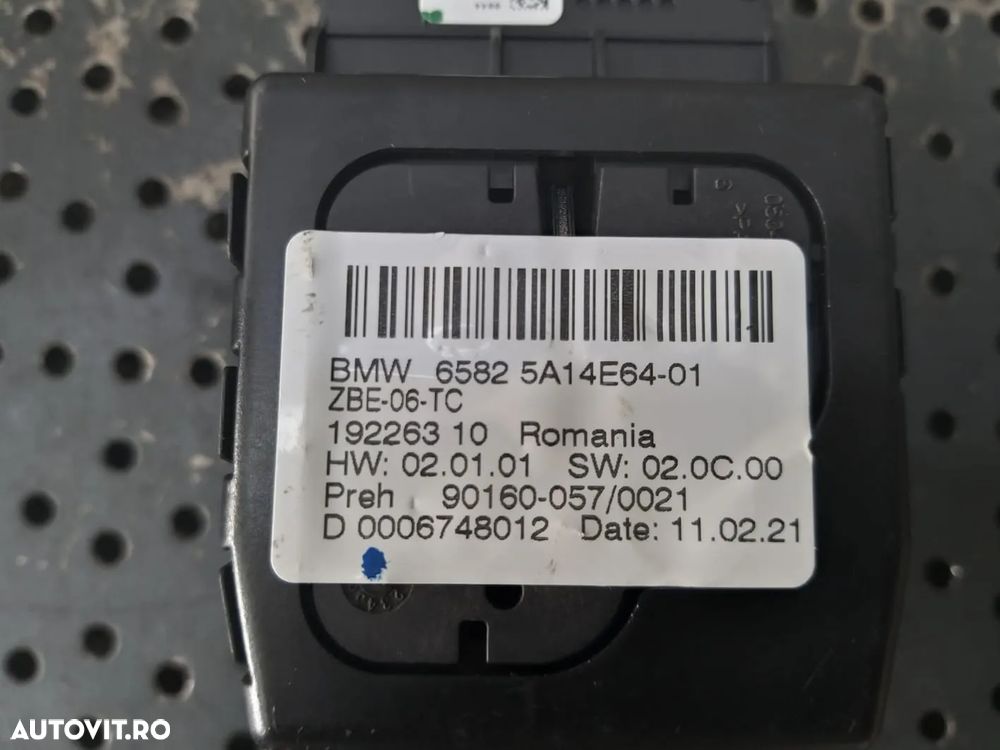 BMW 6582 5A14E64-01
ZBE-06-TC
192263 10 Romania
HW: 02.01.01 SW: 02.0C.00
Preh 90160-057/0021
D 0006748012 Date: 11.02.21
AUTOVIT.RO